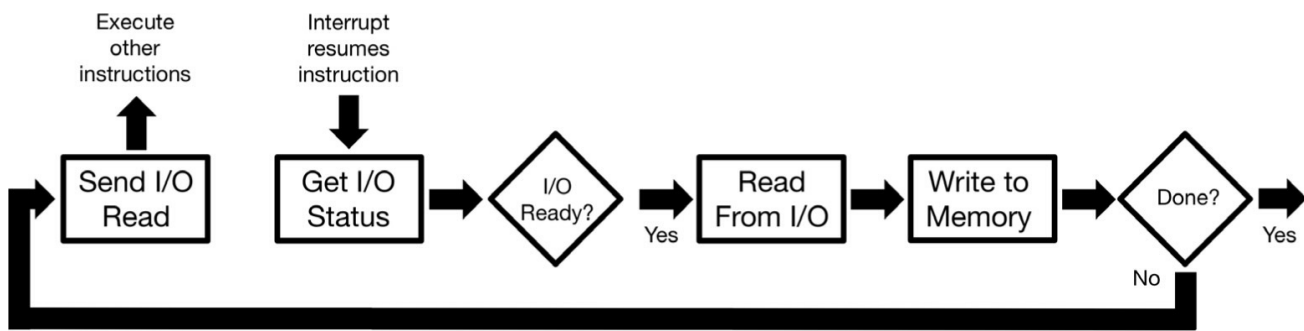 Execute
other
instructions
Interrupt
resumes
instruction
Send I/O
Read
Get I/O
Status
I/O
Ready?
Yes
Read
From I/O
Write to
Memory
Done?
Yes
No